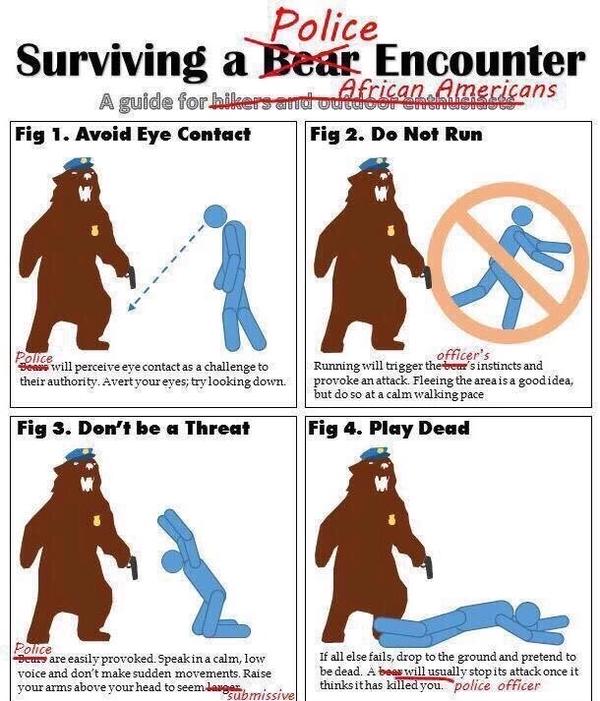 Police
Surviving a Bear Encounter
African Americans
A guide for hikers and outdoor enthusiasts
Fig 1. Avoid Eye Contact
Police
Bears will perceive eye contact as a challenge to
their authority. Avert your eyes; try looking down.
Fig 2. Do Not Run
officer's
Running will trigger the bear's instincts and
provoke an attack. Fleeing the area is a good idea,
but do so at a calm walking pace
Fig 3. Don't be a Threat
Police
Bears are easily provoked. Speak in a calm, low
voice and don't make sudden movements. Raise
your arms above your head to seem larger.
submissive
Fig 4. Play Dead
If all else fails, drop to the ground and pretend to
be dead. A bear will usually stop its attack once it
thinks it has killed you.
police officer